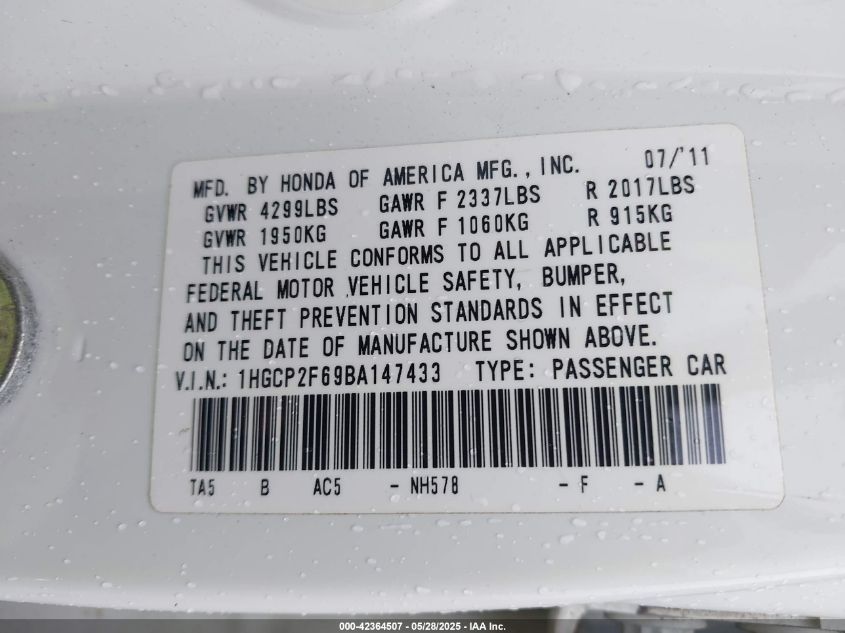 MFD. BY HONDA OF AMERICA MFG., INC. 07/'11
GVWR 4299LBS GAWR F 2337LBS R 2017LBS
GVWR 1950KG GAWR F 1060KG R 915KG
THIS VEHICLE CONFORMS TO ALL APPLICABLE
FEDERAL MOTOR VEHICLE SAFETY, BUMPER,
AND THEFT PREVENTION STANDARDS IN EFFECT
ON THE DATE OF MANUFACTURE SHOWN ABOVE.
V.I.N.: 1HGCP2F69BA147433 TYPE: PASSENGER CAR
TA5 B AC5 - NH578 - F - A
000-42364507 - 05/28/2025 - IAA Inc.